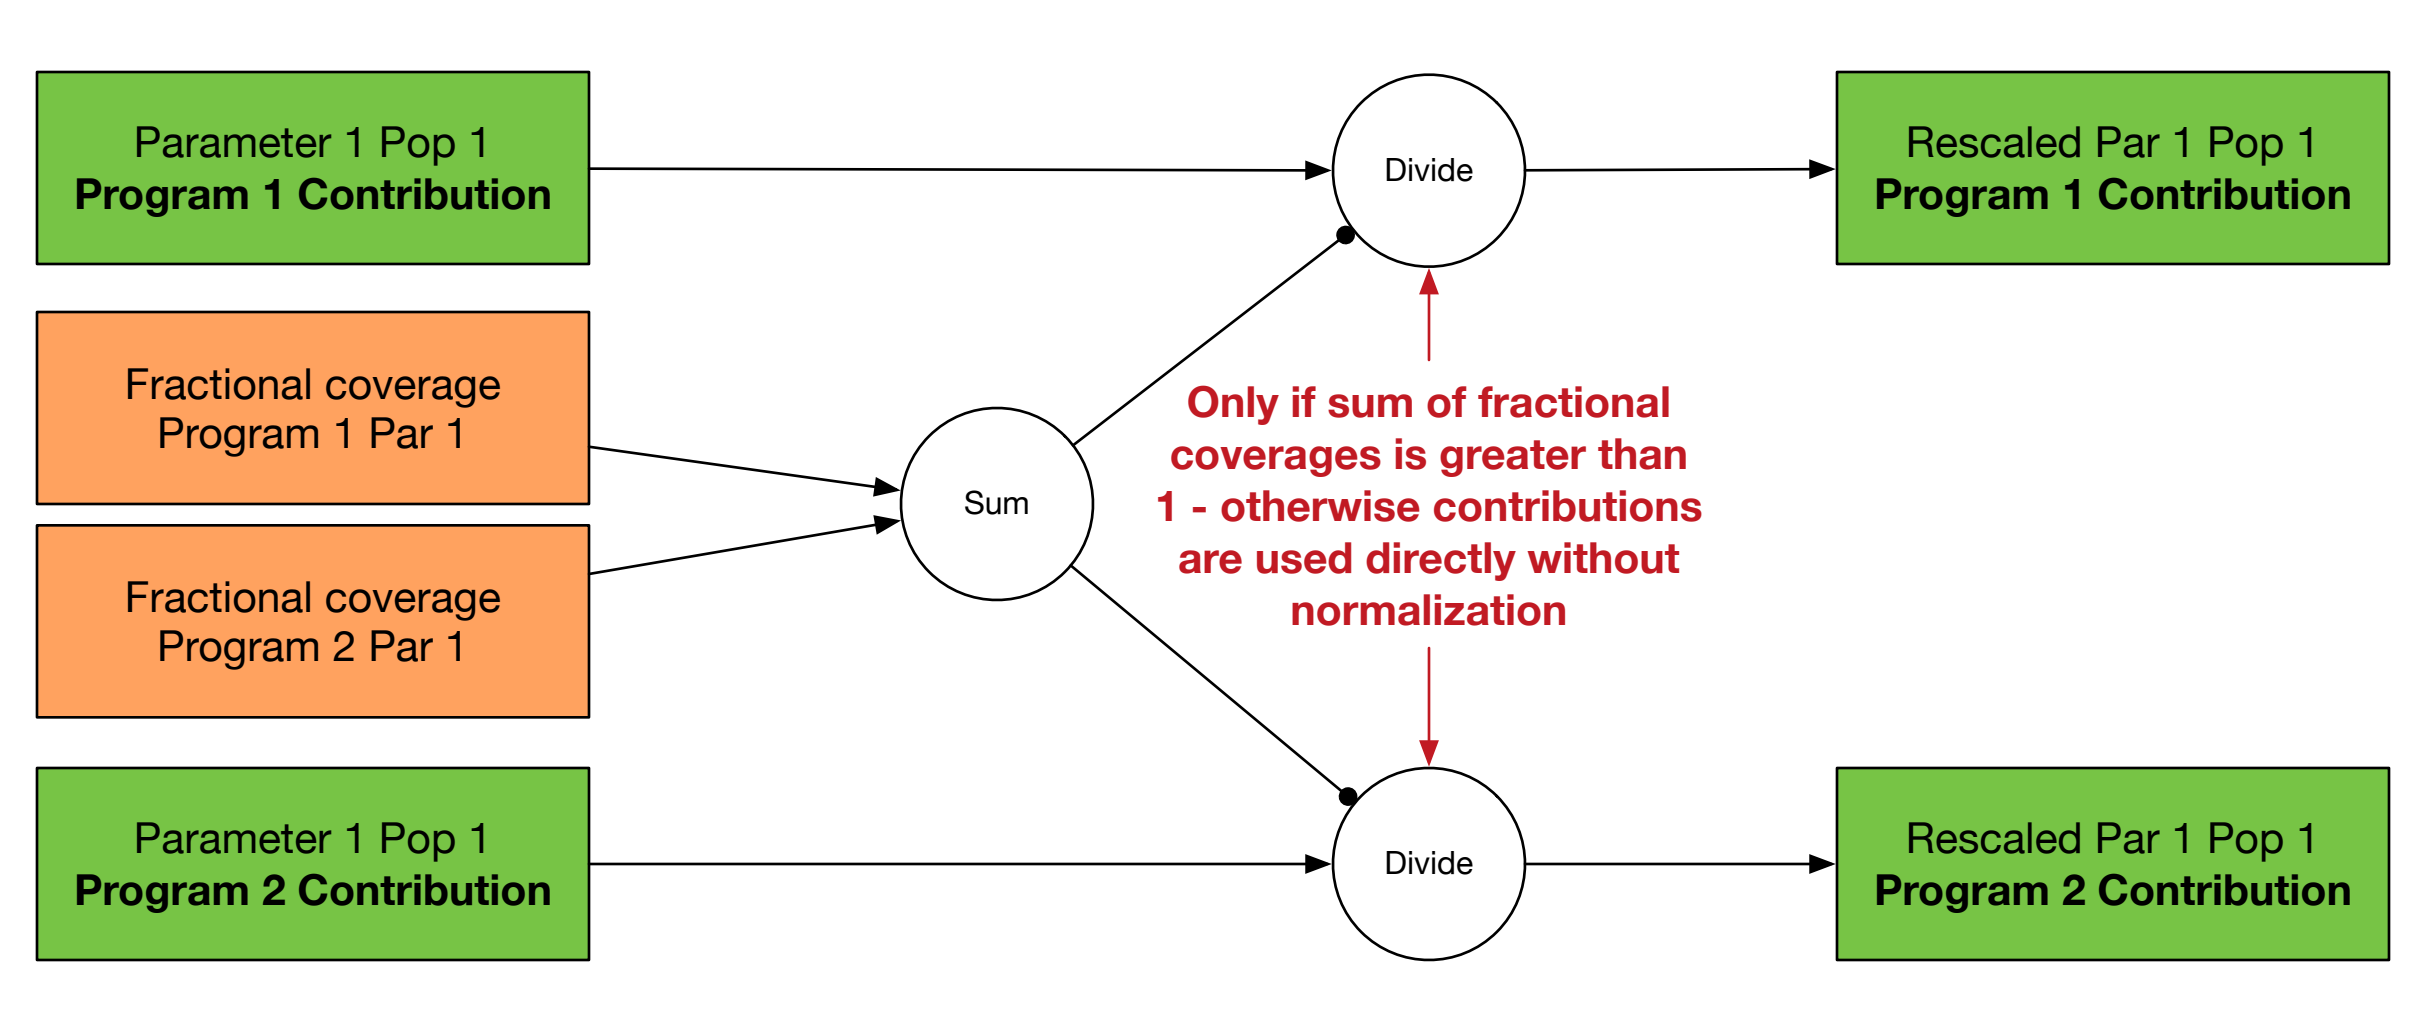 Parameter 1 Pop 1
Program 1 Contribution
Divide
Rescaled Par 1 Pop 1
Program 1 Contribution
Fractional coverage
Program 1 Par 1
Sum
Only if sum of fractional
coverages is greater than
1 - otherwise contributions
are used directly without
normalization
Fractional coverage
Program 2 Par 1
Parameter 1 Pop 1
Program 2 Contribution
Divide
Rescaled Par 1 Pop 1
Program 2 Contribution